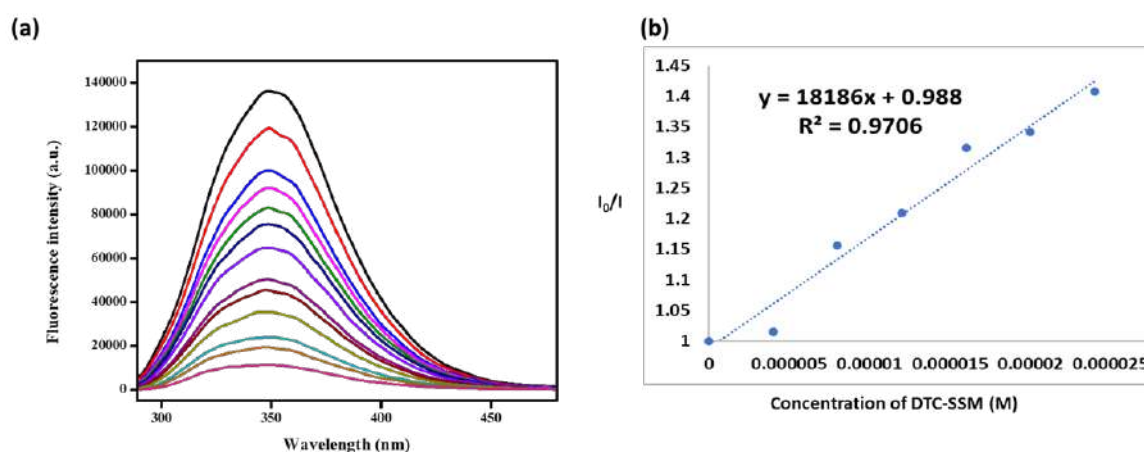 (a)
140000
120000
100000
80000
60000
40000
20000
0
300 350 400 450
Fluorescence intensity (a.u.)
Wavelength (nm)
(b)
1.45
1.4
1.35
1.3
1.25
1.2
1.15
1.1
1.05
1
0 0.000005 0.00001 0.000015 0.00002 0.000025
y = 18186x + 0.988
R² = 0.9706
I₀/I
Concentration of DTC-SSM (M)